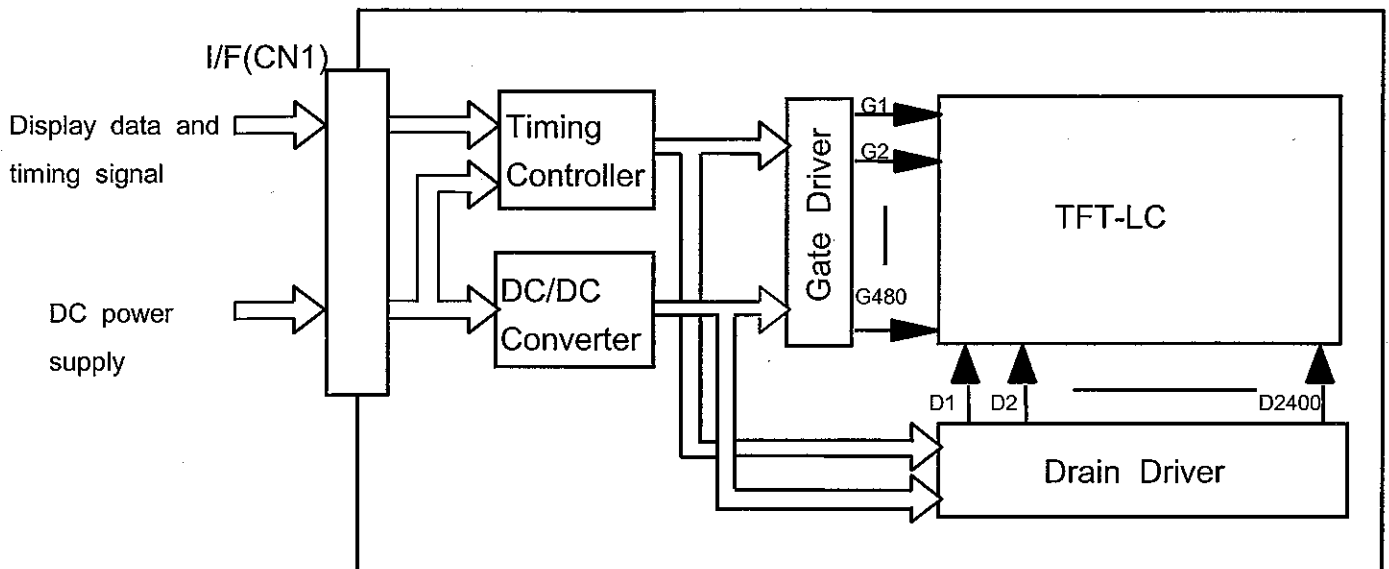 I/F(CN1)
Display data and
timing signal
DC power
supply
Timing
Controller
DC/DC
Converter
Gate Driver
G1
G2
G480
TFT-LC
D1
D2
D2400
Drain Driver